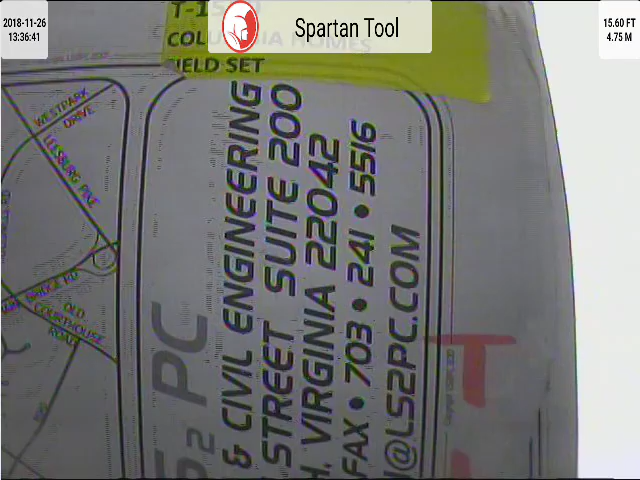 2018-11-26
13:36:41
Spartan Tool
15.60 FT
4.75 M
COLUMBIA HOMES
FIELD SET
WESTPARK
DRIVE
LEESBURG PIKE
BRIDGE RD
OLD
COURTHOUSE
ROAD
PC
& CIVIL ENGINEERING
STREET SUITE 200
VIRGINIA 22042
FAX • 703 • 241 • 5516
@LS2PC.COM
T